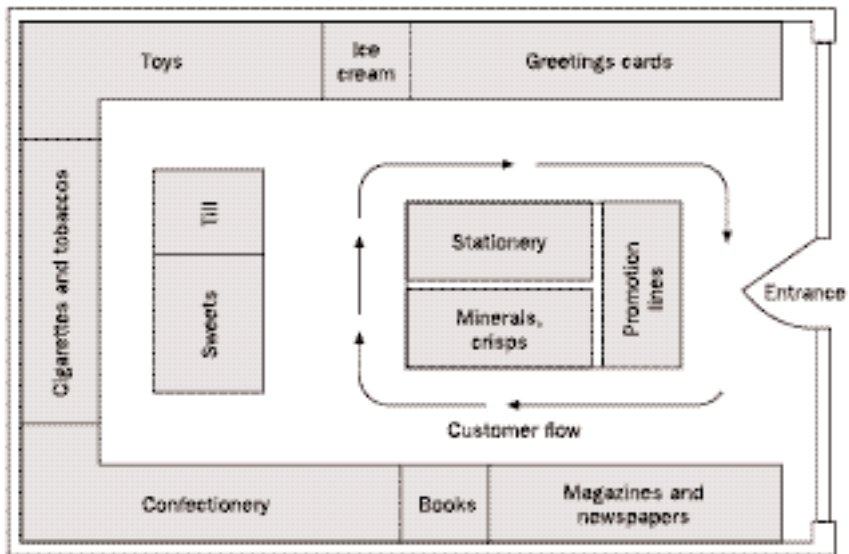 Toys
Ice
cream
Greetings cards
Cigarettes and tobaccos
Till
Sweets
Stationery
Minerals,
crisps
Promotion
lines
Entrance
Customer flow
Confectionery
Books
Magazines and
newspapers